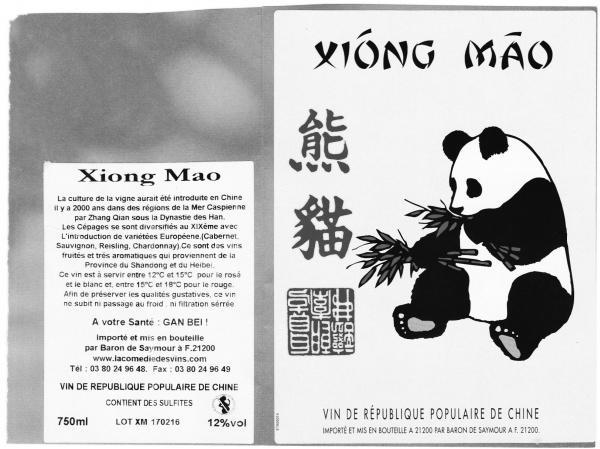 Xiong Mao
La culture de la vigne aurait été introduite en Chine
il y a 2000 ans dans des régions de la Mer Caspienne
par Zhang Qian sous la Dynastie des Han.
Les Cépages se sont diversifiés au XIXéme avec
L'introduction de variétées Européene,(Cabernet,
Sauvignon, Reisling, Chardonnay).Ce sont des vins
fruités et trés aromatiques qui proviennent de la
Province du Shandong et du Heibei.
Ce vin est à servir entre 12°C et 15°C pour le rosé
et le blanc et, entre 15°C et 18°C pour le rouge.
Afin de préserver les qualités gustatives, ce vin
ne subit ni passage au froid , ni filtration sérrée
A votre Santé : GAN BEI !
importé et mis en bouteille
par Baron de Saymour à F.21200
www.lacomediedesvins.com
Tél : 03 80 24 96 48. Fax : 03 80 24 96 49
VIN DE REPUBLIQUE POPULAIRE DE CHINE
CONTIENT DES SULFITES
750ml LOT XM 170216 12%vol
XIÓNG MĀO
熊
貓
VIN DE RÉPUBLIQUE POPULAIRE DE CHINE
IMPORTÉ ET MIS EN BOUTEILLE A 21200 PAR BARON DE SAYMOUR A F. 21200.